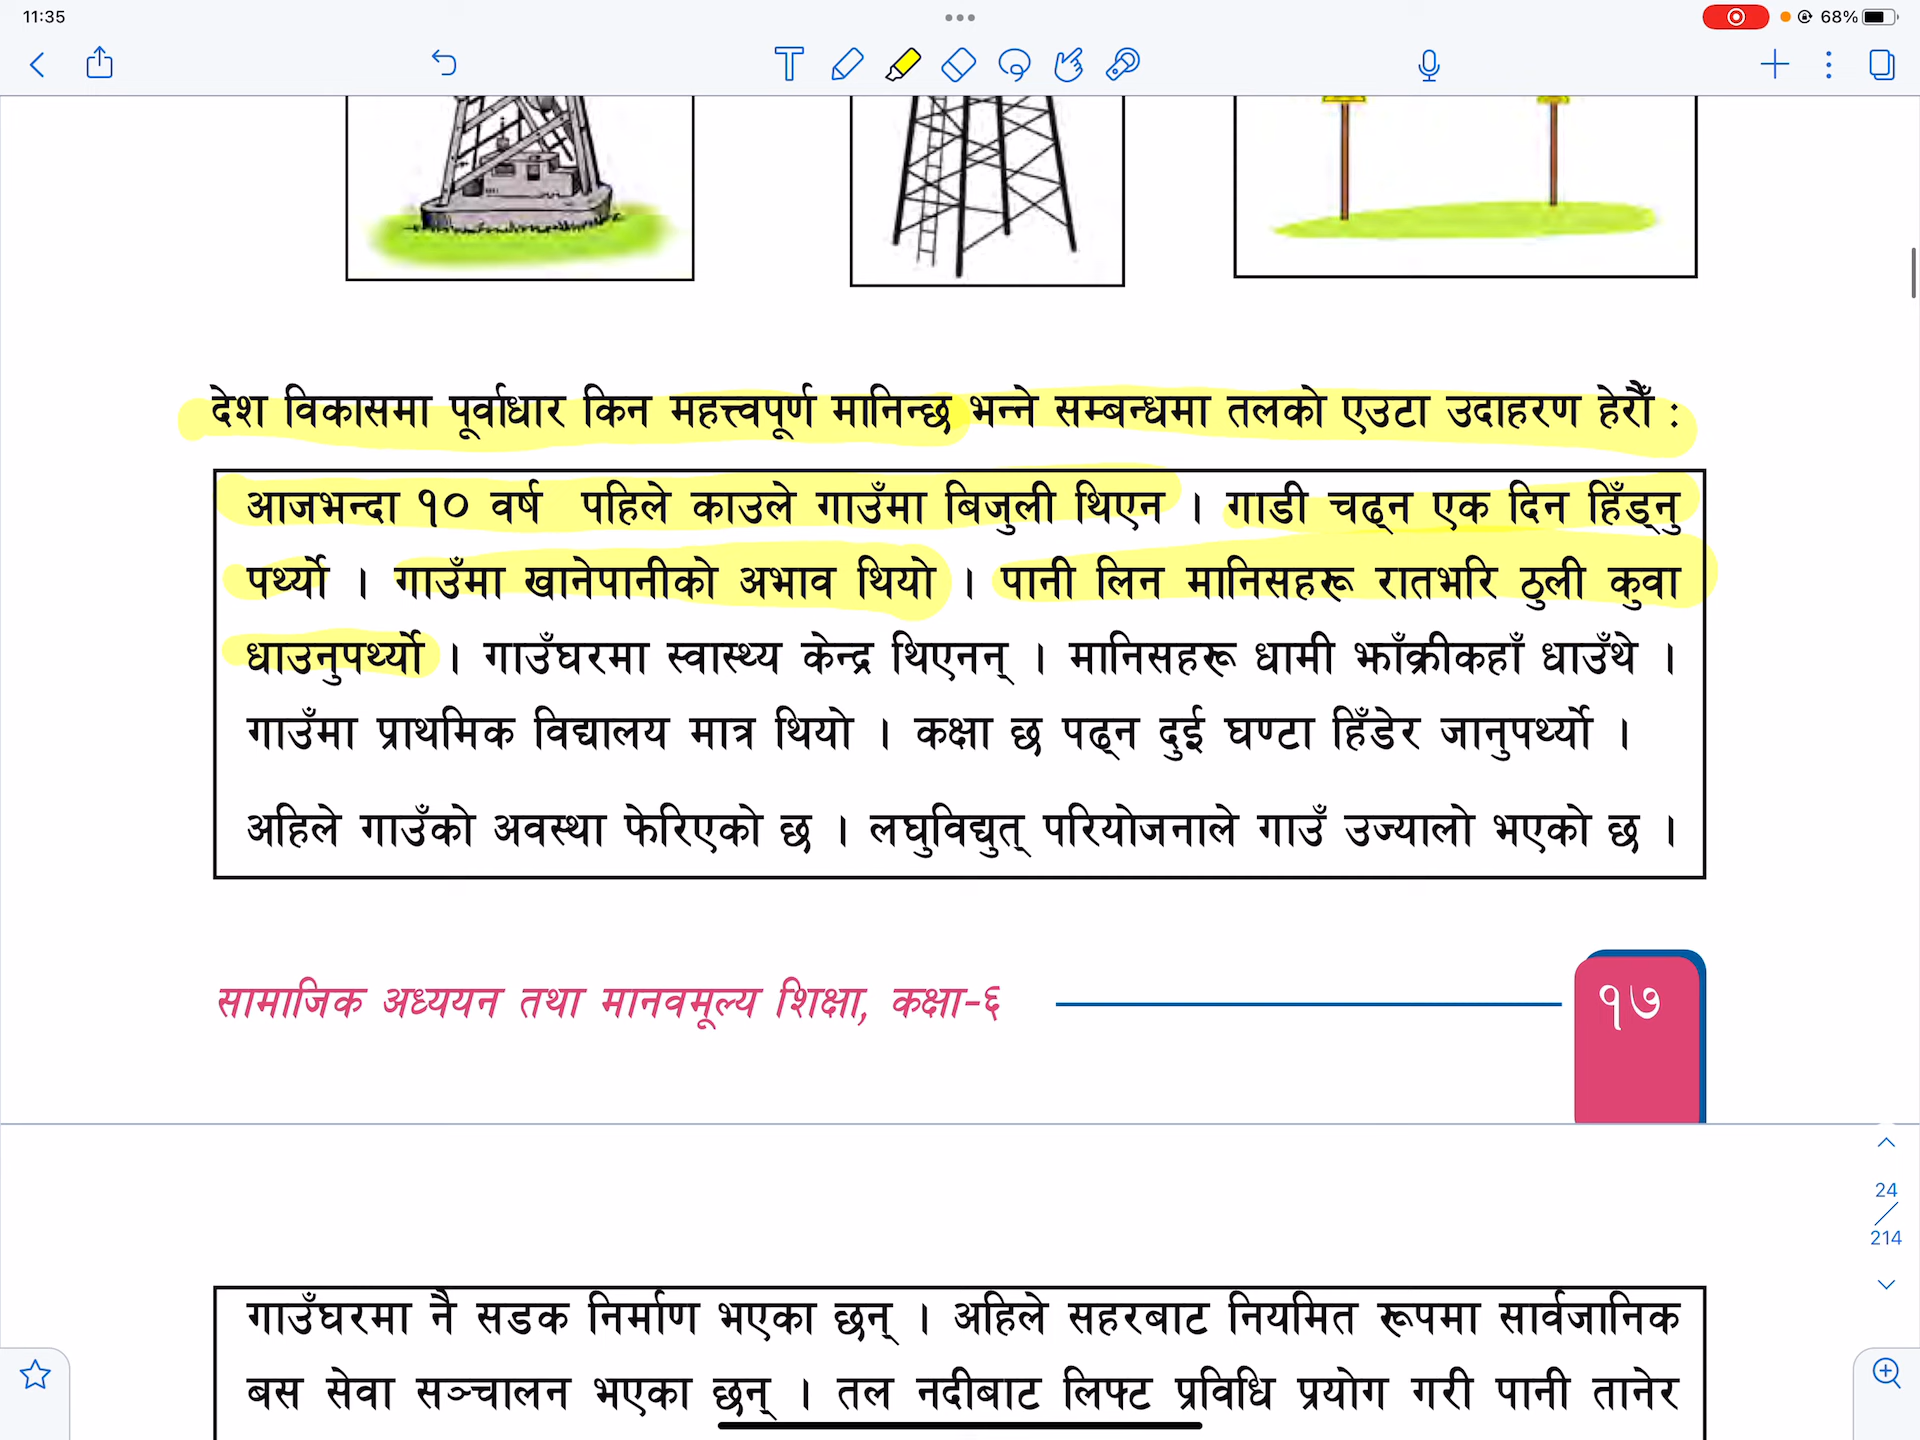 11:35
68%
देश विकासमा पूर्वाधार किन महत्त्वपूर्ण मानिन्छ भन्ने सम्बन्धमा तलको एउटा उदाहरण हेरौँ :
आजभन्दा १० वर्ष पहिले काउले गाउँमा बिजुली थिएन । गाडी चढ्न एक दिन हिँड्नु
पर्थ्यो । गाउँमा खानेपानीको अभाव थियो । पानी लिन मानिसहरू रातभरि ठुली कुवा
धाउनुपर्थ्यो । गाउँघरमा स्वास्थ्य केन्द्र थिएनन् । मानिसहरू धामी झाँक्रीकहाँ धाउँथे ।
गाउँमा प्राथमिक विद्यालय मात्र थियो । कक्षा छ पढ्न दुई घण्टा हिँडेर जानुपर्थ्यो ।
अहिले गाउँको अवस्था फेरिएको छ । लघुविद्युत् परियोजनाले गाउँ उज्यालो भएको छ ।
सामाजिक अध्ययन तथा मानवमूल्य शिक्षा, कक्षा-६
१७
24
214
गाउँघरमा नै सडक निर्माण भएका छन् । अहिले सहरबाट नियमित रूपमा सार्वजानिक
बस सेवा सञ्चालन भएका छन् । तल नदीबाट लिफ्ट प्रविधि प्रयोग गरी पानी तानेर